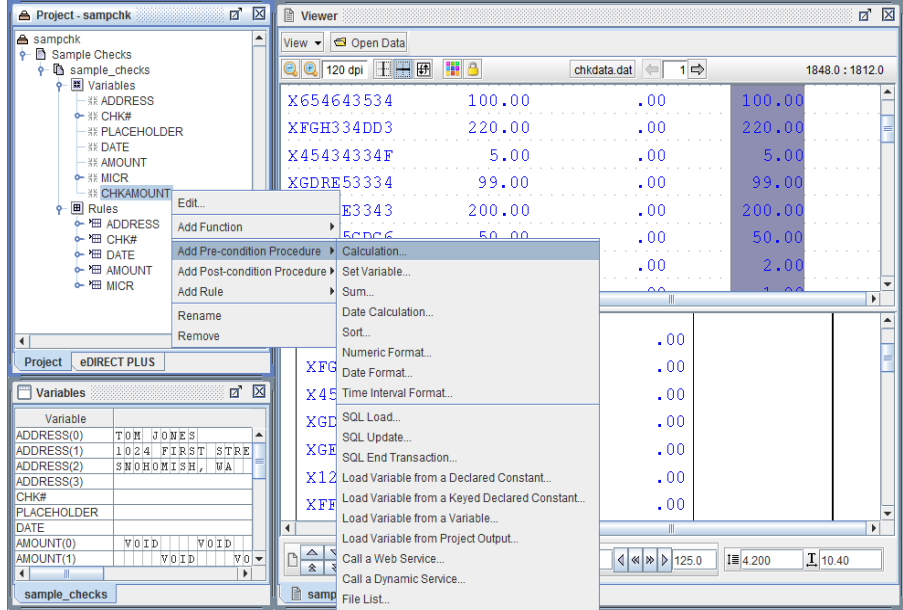 Project - sampchk
sampchk
Sample Checks
sample_checks
Variables
ADDRESS
CHK#
PLACEHOLDER
DATE
AMOUNT
MICR
CHKAMOUNT
Rules
ADDRESS
CHK#
DATE
AMOUNT
MICR
Project eDIRECT PLUS
Edit...
Add Function
Add Pre-condition Procedure
Add Post-condition Procedure
Add Rule
Rename
Remove
Calculation...
Set Variable...
Sum...
Date Calculation...
Sort...
Numeric Format...
Date Format...
Time Interval Format...
SQL Load...
SQL Update...
SQL End Transaction...
Load Variable from a Declared Constant...
Load Variable from a Keyed Declared Constant...
Load Variable from a Variable...
Load Variable from Project Output...
Call a Web Service...
Call a Dynamic Service...
File List...
Viewer
View Open Data
120 dpi chkdata.dat 1 1848.0 : 1812.0
X654643534 100.00 .00 100.00
XFGH334DD3 220.00 .00 220.00
X45434334F 5.00 .00 5.00
XGDRE53334 99.00 .00 99.00
E3343 200.00 .00 200.00
50.00 .00 50.00
.00 2.00
.00
XFG .00
X45 .00
XGD .00
XGE .00
X12 .00
XFF .00
125.0 4.200 10.40
samp
Variables
Variable
ADDRESS(0) TOM JONES
ADDRESS(1) 1024 FIRST STRE
ADDRESS(2) SNOHOMISH, WA
ADDRESS(3)
CHK#
PLACEHOLDER
DATE
AMOUNT(0) VOID VOID
AMOUNT(1) VOID VO
sample_checks